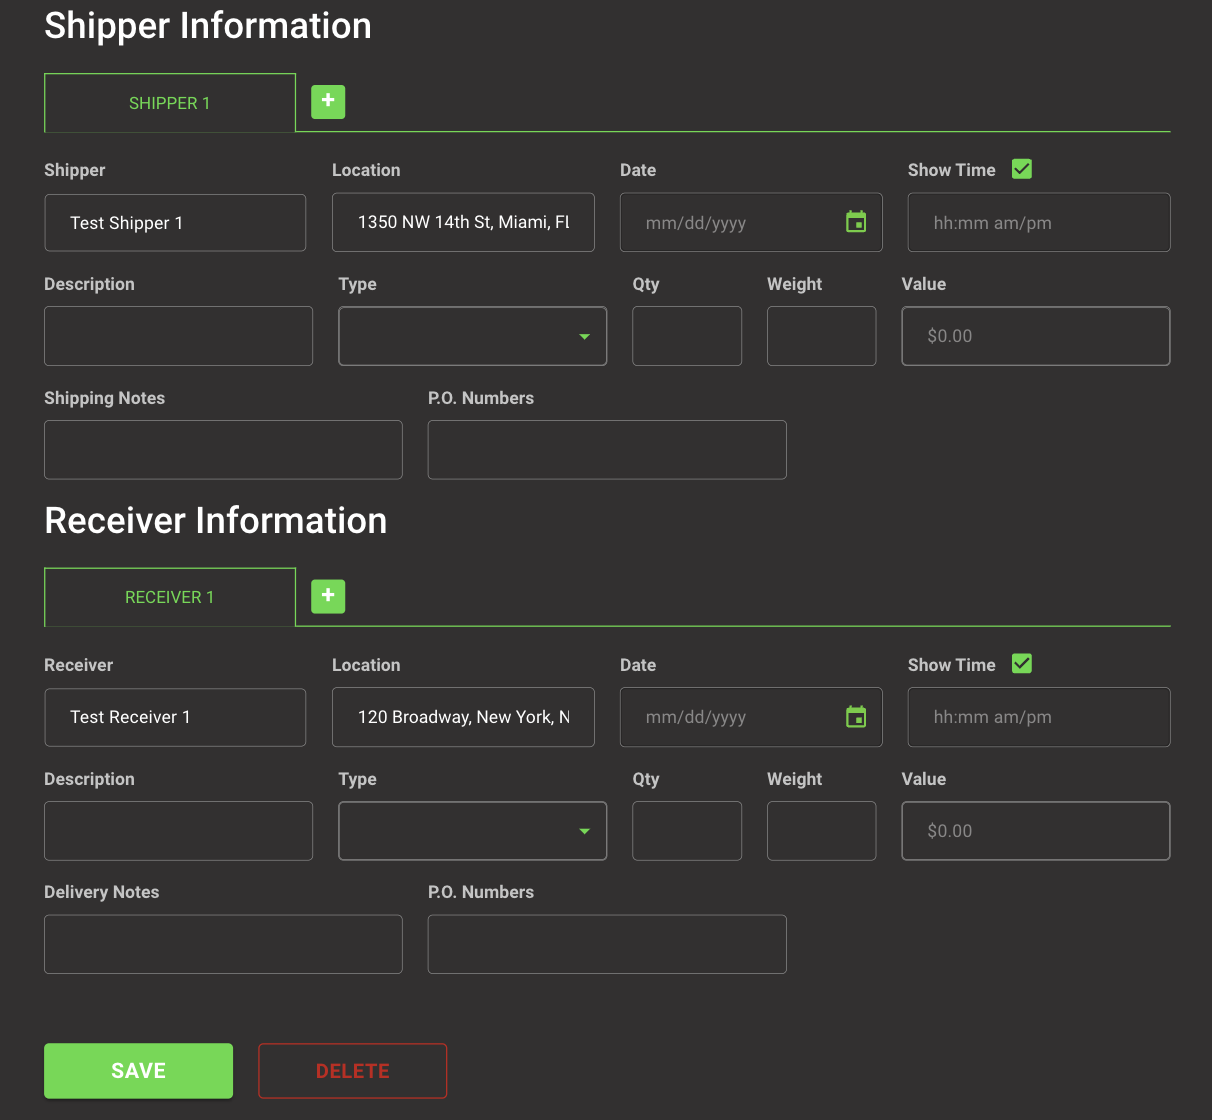 Shipper Information
SHIPPER 1 +
Shipper Location Date Show Time
Test Shipper 1 1350 NW 14th St, Miami, FL mm/dd/yyyy hh:mm am/pm
Description Type Qty Weight Value
$0.00
Shipping Notes P.O. Numbers
Receiver Information
RECEIVER 1 +
Receiver Location Date Show Time
Test Receiver 1 120 Broadway, New York, N mm/dd/yyyy hh:mm am/pm
Description Type Qty Weight Value
$0.00
Delivery Notes P.O. Numbers
SAVE DELETE